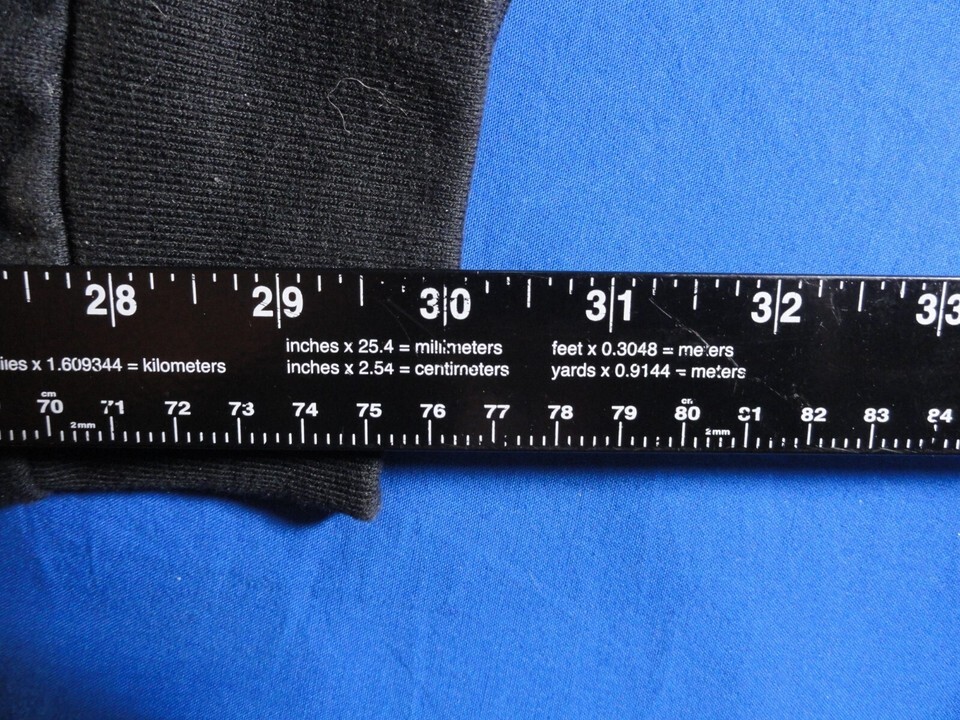 28 29 30 31 32 33
inches x 25.4 = millimeters feet x 0.3048 = meters
iles x 1.609344 = kilometers inches x 2.54 = centimeters yards x 0.9144 = meters
cm cm
70 71 72 73 74 75 76 77 78 79 80 81 82 83 84
2mm 2mm